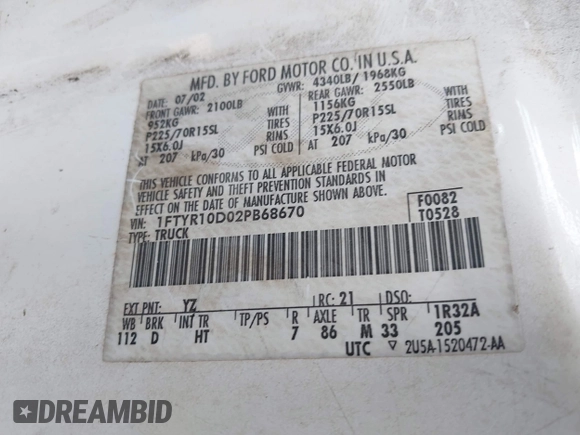 MFD. BY FORD MOTOR CO. IN U.S.A.
DATE: 07/02 GVWR: 4340LB/ 1968KG
FRONT GAWR: 2100LB REAR GAWR: 2550LB
952KG 1156KG WITH
P225/70R15SL WITH TIRES P225/70R15SL TIRES
15X6.0J RIMS 15X6.0J RIMS
AT 207 kPa/30 PSI COLD AT 207 kPa/30 PSI COLD
THIS VEHICLE CONFORMS TO ALL APPLICABLE FEDERAL MOTOR
VEHICLE SAFETY AND THEFT PREVENTION STANDARDS IN
EFFECT ON THE DATE OF MANUFACTURE SHOWN ABOVE.
VIN: 1FTYR10D02PB68670 F0082
TYPE: TRUCK T0528
EXT PNT: YZ RC: 21 DSO:
WB BRK INT TR TP/PS R AXLE TR SPR 1R32A
112 D HT 7 86 M 33 205
UTC ▽ 2U5A-1520472-AA
DREAMBID